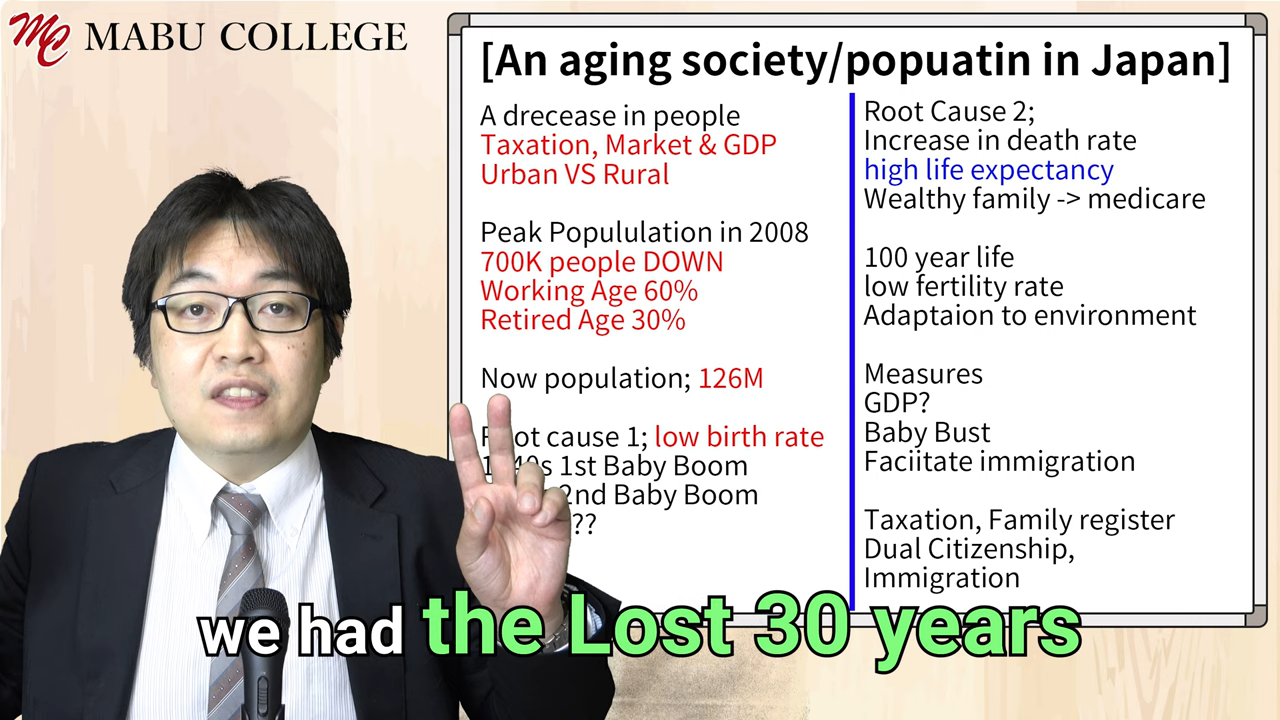 MC MABU COLLEGE
[An aging society/popuatin in Japan]
A drecease in people
Taxation, Market & GDP
Urban VS Rural
Peak Popululation in 2008
700K people DOWN
Working Age 60%
Retired Age 30%
Now population; 126M
cause 1; low birth rate
1st Baby Boom
2nd Baby Boom
??
Root Cause 2;
Increase in death rate
high life expectancy
Wealthy family -> medicare
100 year life
low fertility rate
Adaptaion to environment
Measures
GDP?
Baby Bust
Faciitate immigration
Taxation, Family register
Dual Citizenship,
Immigration
we had the Lost 30 years